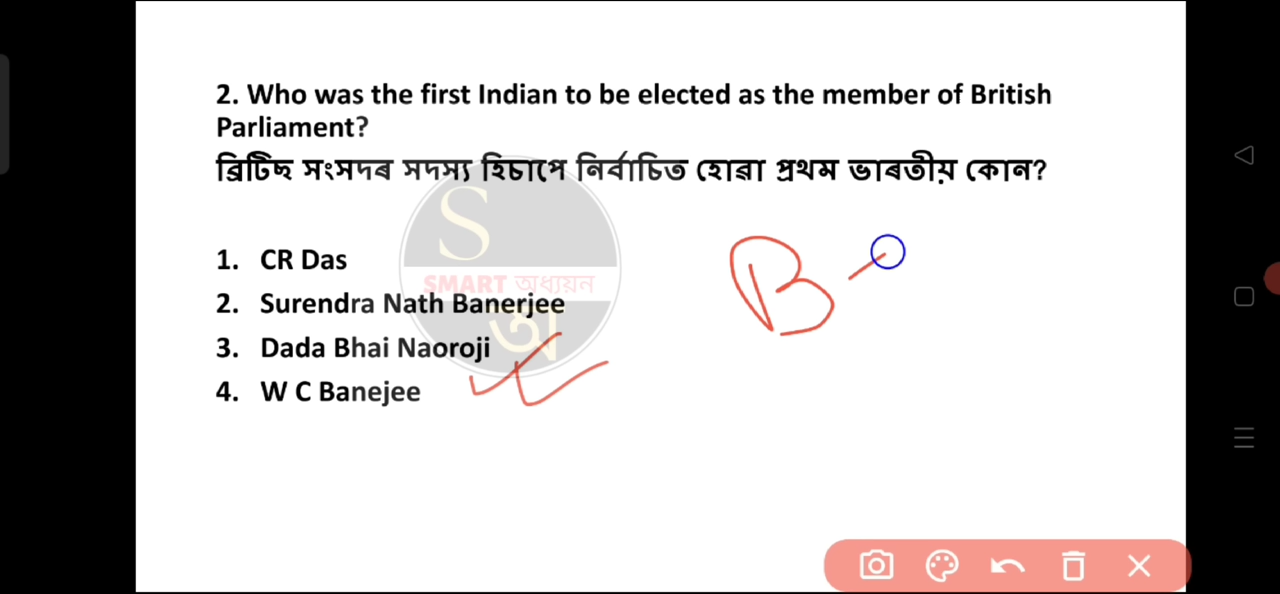 2. Who was the first Indian to be elected as the member of British
Parliament?
ব্ৰিটিছ সংসদৰ সদস্য হিচাপে নিৰ্বাচিত হোৱা প্ৰথম ভাৰতীয় কোন?
S
SMART অধ্যয়ন
অ
1. CR Das
2. Surendra Nath Banerjee
3. Dada Bhai Naoroji
4. W C Banejee
B